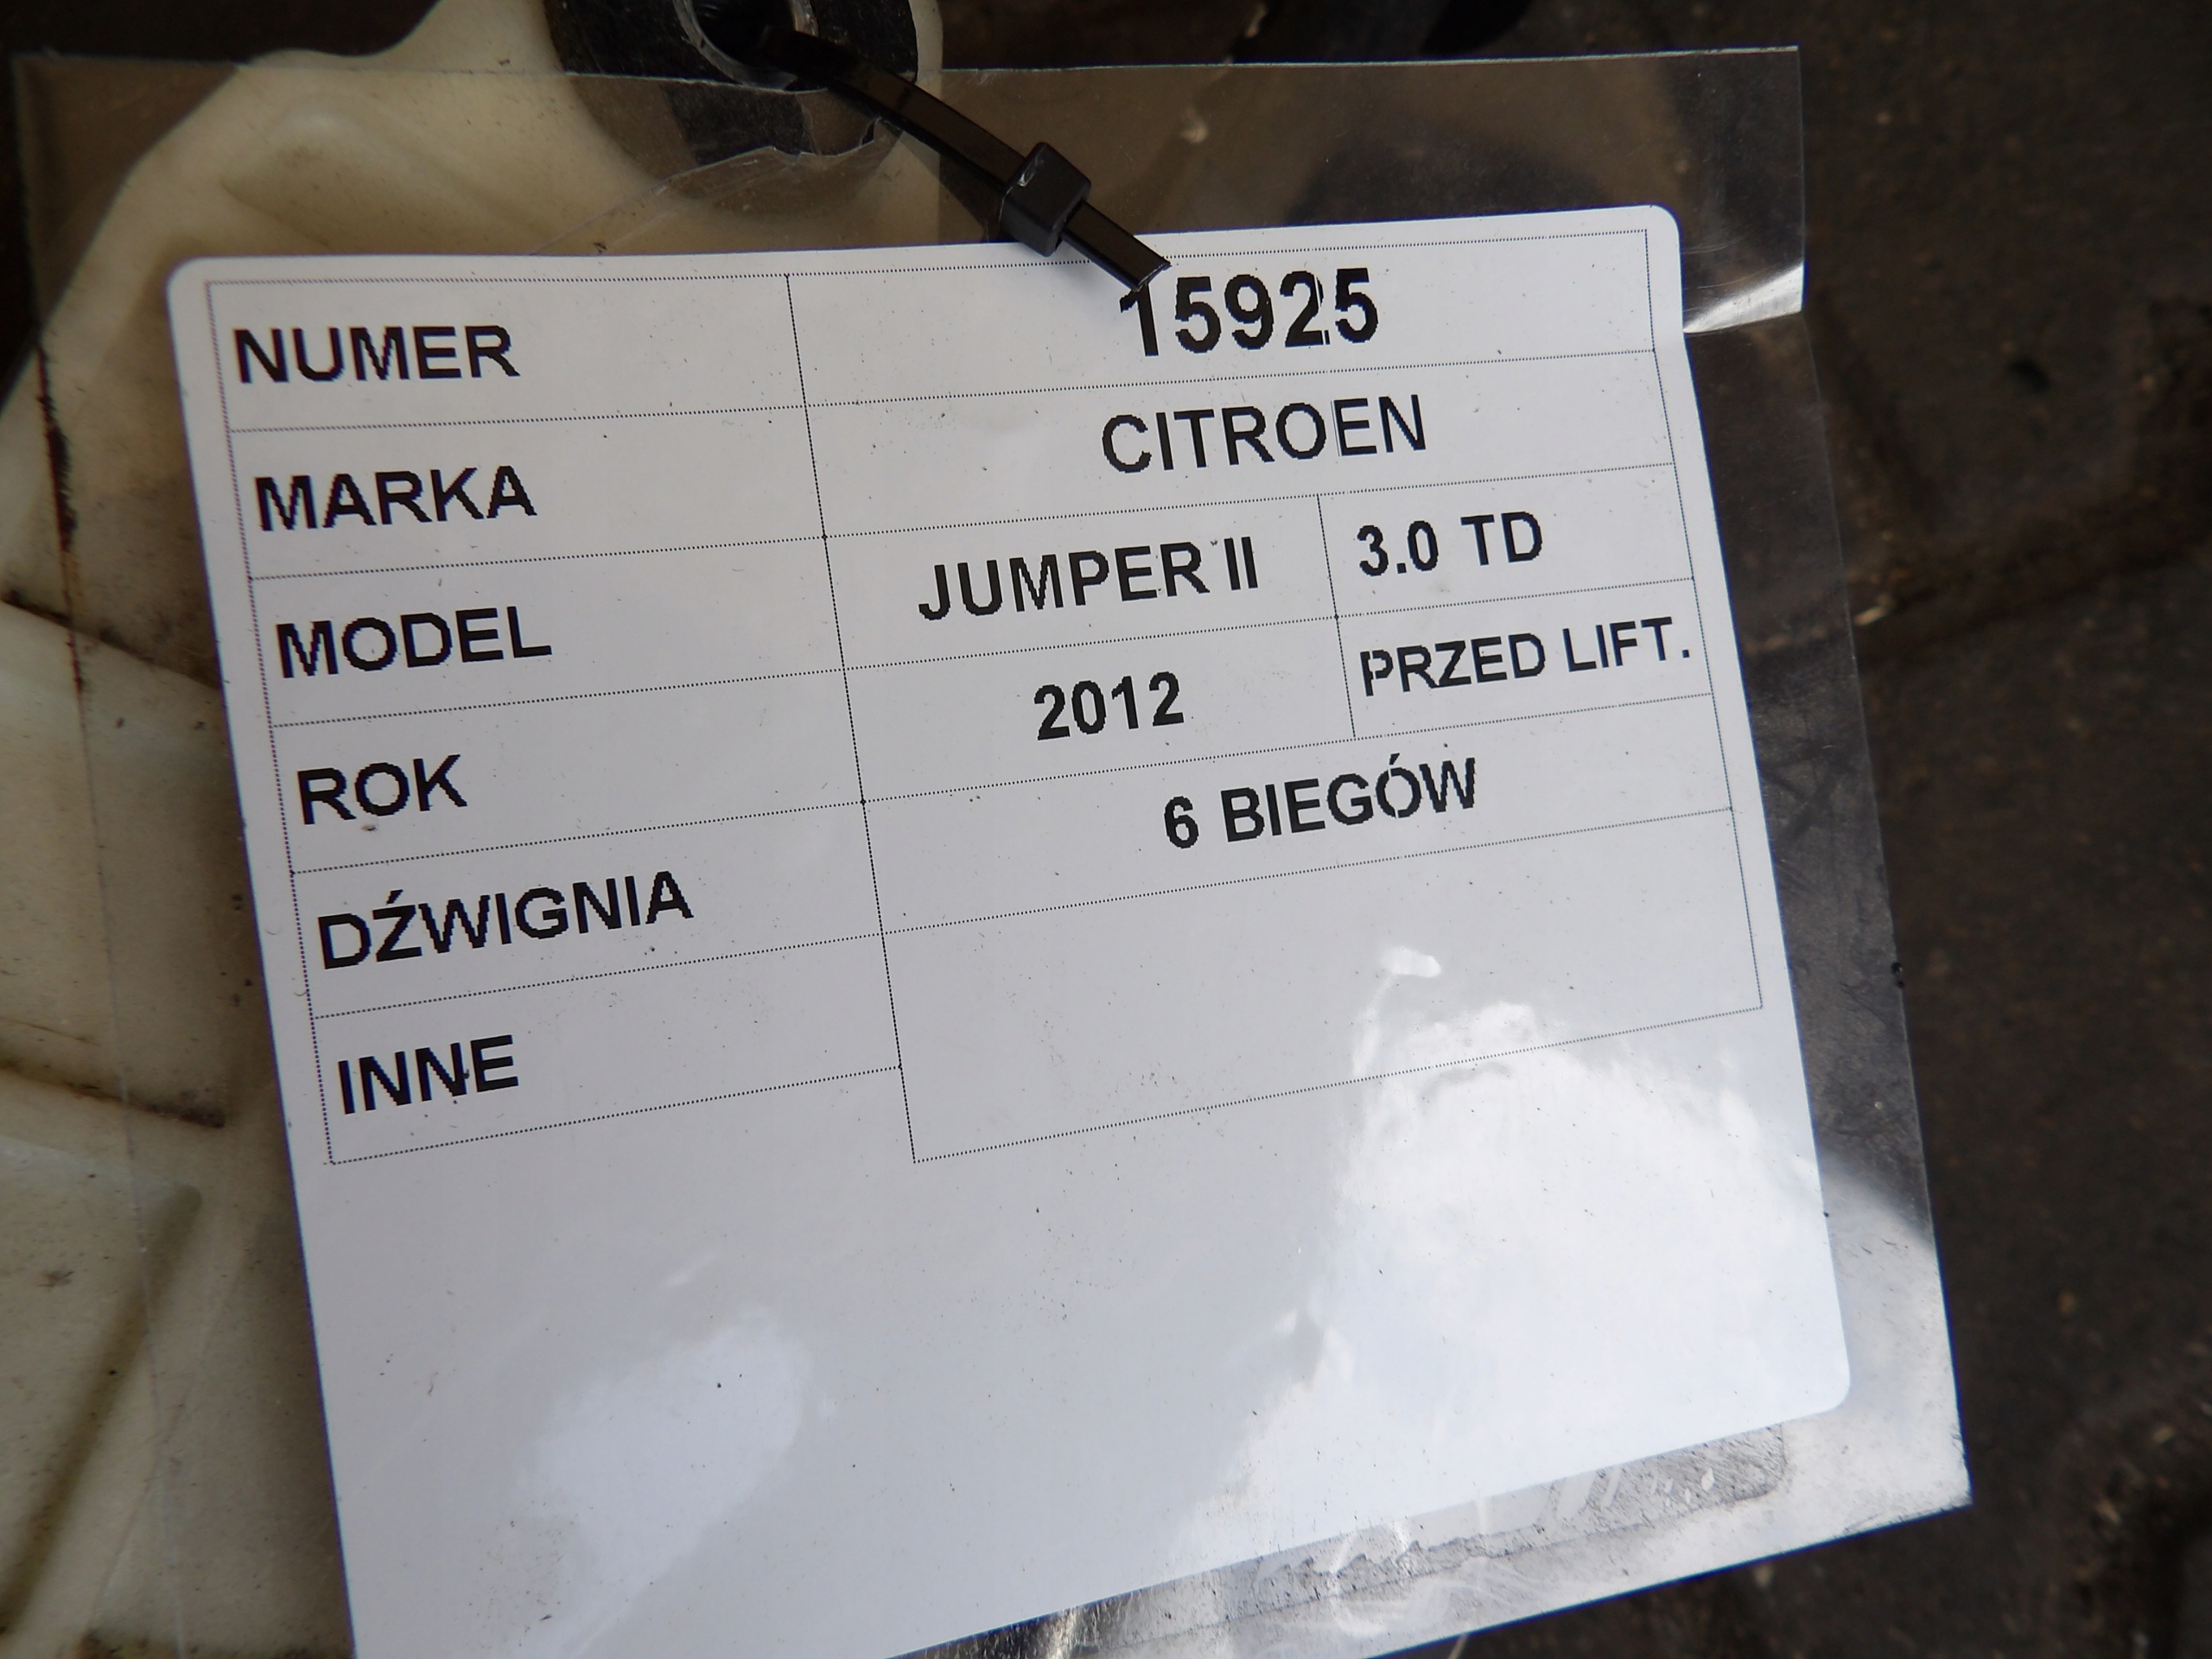 NUMER 15925
MARKA CITROEN
MODEL JUMPER II 3.0 TD
ROK 2012 PRZED LIFT.
DŹWIGNIA 6 BIEGÓW
INNE